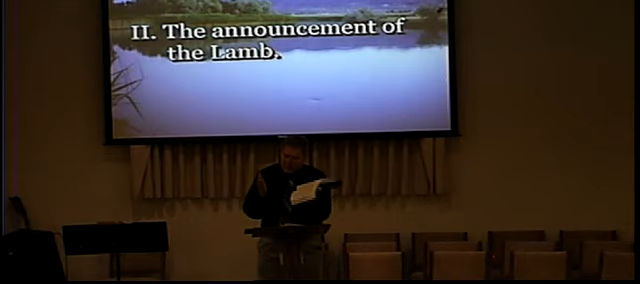 II. The announcement of
the Lamb.